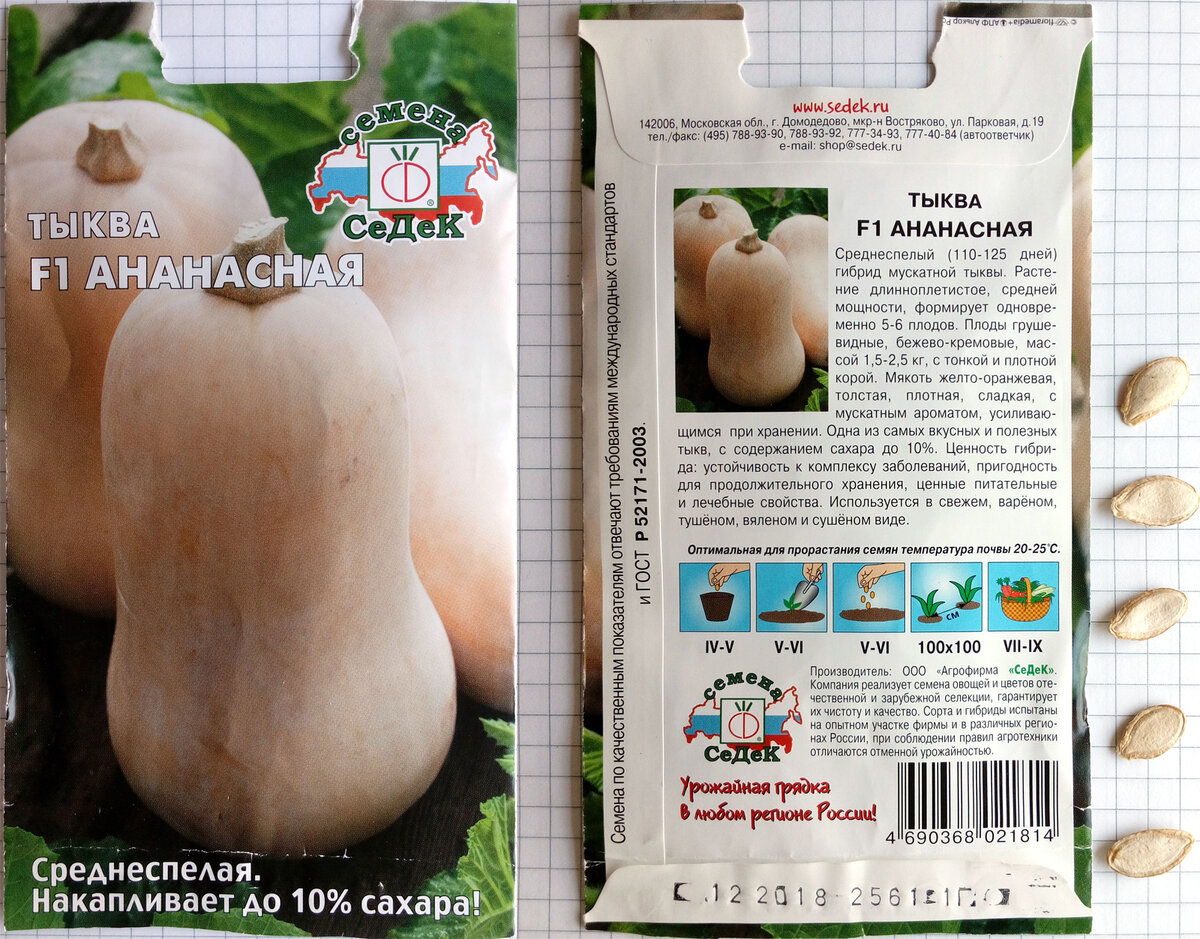 семена
СеДеК
®
ТЫКВА
F1 АНАНАСНАЯ
Среднеспелая.
Накапливает до 10% сахара!
www.sedek.ru
142006, Московская обл., г. Домодедово, мкр-н Востряково, ул. Парковая, д.19
тел./факс: (495) 788-93-90, 788-93-92, 777-34-93, 777-40-84 (автоответчик)
e-mail: shop@sedek.ru
Семена по качественным показателям отвечают требованиям международных стандартов
и ГОСТ Р 52171-2003.
ТЫКВА
F1 АНАНАСНАЯ
Среднеспелый (110-125 дней)
гибрид мускатной тыквы. Расте-
ние длинноплетистое, средней
мощности, формирует одновре-
менно 5-6 плодов. Плоды груше-
видные, бежево-кремовые, мас-
сой 1,5-2,5 кг, с тонкой и плотной
корой. Мякоть желто-оранжевая,
толстая, плотная, сладкая, с
мускатным ароматом, усиливаю-
щимся при хранении. Одна из самых вкусных и полезных
тыкв, с содержанием сахара до 10%. Ценность гибри-
да: устойчивость к комплексу заболеваний, пригодность
для продолжительного хранения, ценные питательные
и лечебные свойства. Используется в свежем, варёном,
тушёном, вяленом и сушёном виде.
Оптимальная для прорастания семян температура почвы 20-25°С.
см
IV-V V-VI V-VI 100x100 VII-IX
семена
СеДеК
Производитель: ООО «Агрофирма «СеДеК».
Компания реализует семена овощей и цветов оте-
чественной и зарубежной селекции, гарантирует
их чистоту и качество. Сорта и гибриды испытаны
на опытном участке фирмы и в различных регио-
нах России, при соблюдении правил агротехники
отличаются отменной урожайностью.
Урожайная грядка
в любом регионе России!
4 690368 021814
12 2018